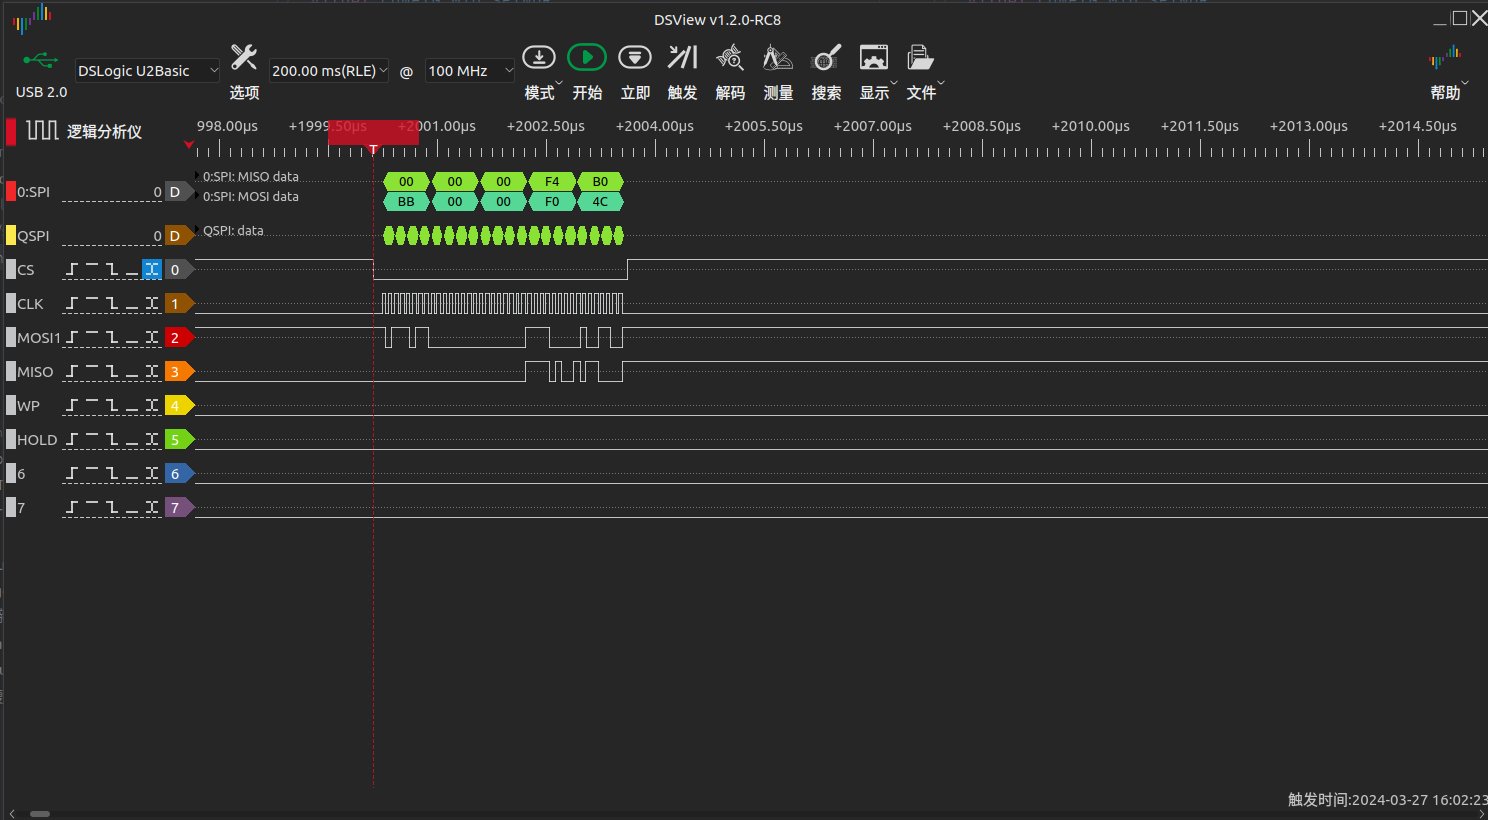 DSView v1.2.0-RC8
USB 2.0
DSLogic U2Basic
选项
200.00 ms(RLE)
@
100 MHz
模式
开始
立即
触发
解码
测量
搜索
显示
文件
帮助
逻辑分析仪
998.00µs +1999.50µs +2001.00µs +2002.50µs +2004.00µs +2005.50µs +2007.00µs +2008.50µs +2010.00µs +2011.50µs +2013.00µs +2014.50µs
T
0:SPI 0 D
0:SPI: MISO data 00 00 00 F4 B0
0:SPI: MOSI data BB 00 00 F0 4C
QSPI 0 D QSPI: data
CS 0
CLK 1
MOSI1 2
MISO 3
WP 4
HOLD 5
6 6
7 7
触发时间:2024-03-27 16:02:23